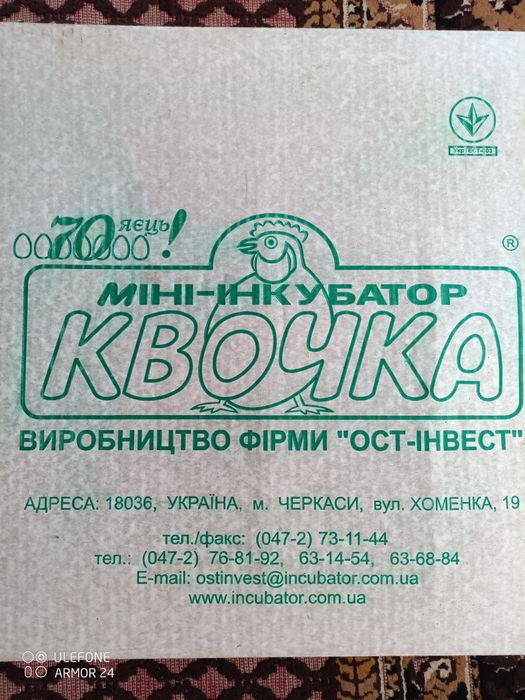 70 яєць!
®
МІНІ-ІНКУБАТОР
КВОЧКА
ВИРОБНИЦТВО ФІРМИ "ОСТ-ІНВЕСТ"
АДРЕСА: 18036, УКРАЇНА, м. ЧЕРКАСИ, вул. ХОМЕНКА, 19
тел./факс: (047-2) 73-11-44
тел.: (047-2) 76-81-92, 63-14-54, 63-68-84
E-mail: ostinvest@incubator.com.ua
www.incubator.com.ua
ULEFONE
ARMOR 24